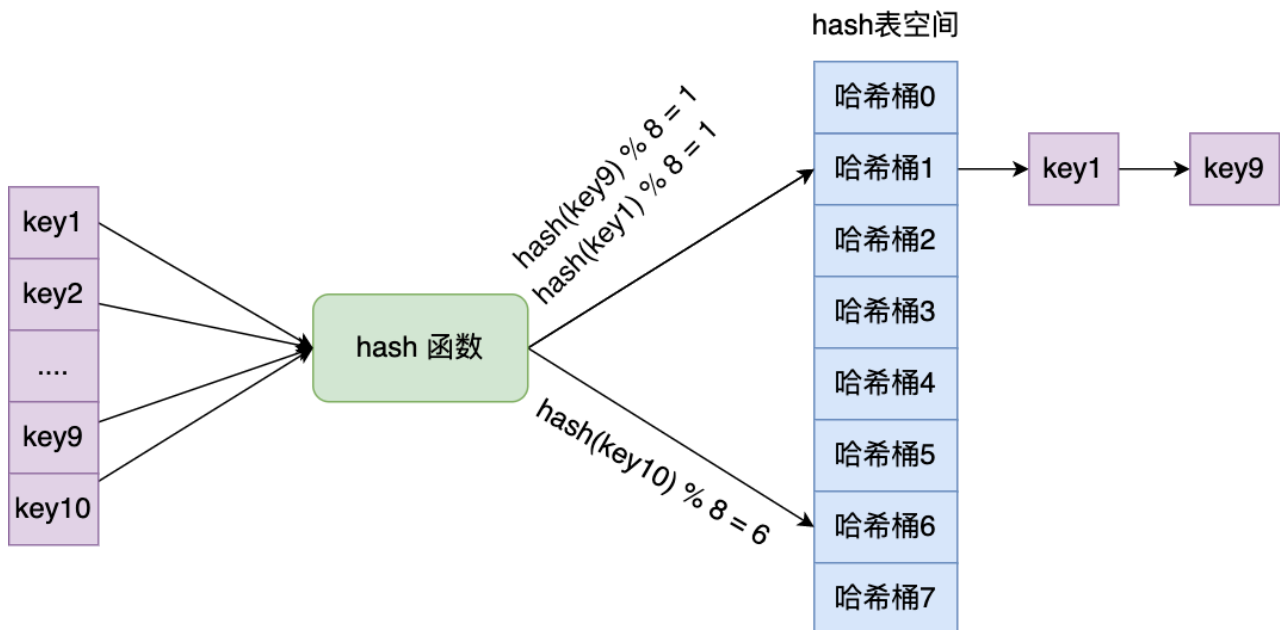 hash表空间
key1
key2
....
key9
key10
hash 函数
hash(key9) % 8 = 1
hash(key1) % 8 = 1
hash(key10) % 8 = 6
哈希桶0
哈希桶1
哈希桶2
哈希桶3
哈希桶4
哈希桶5
哈希桶6
哈希桶7
key1
key9